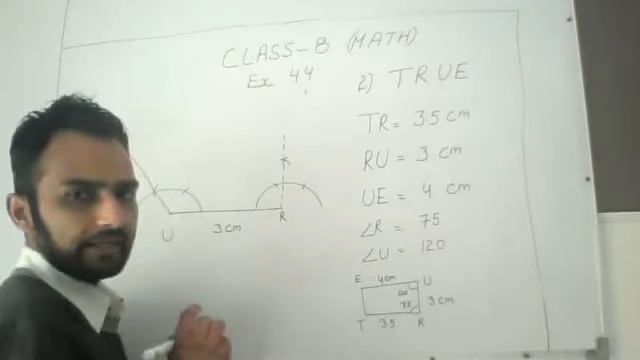 CLASS-8 (MATH)
Ex 4.4
2) TRUE
TR = 3.5 cm
RU = 3 cm
UE = 4 cm
∠R = 75
∠U = 120
U
3 cm
R
E 4cm U
120
75
3 cm
T 3.5 R